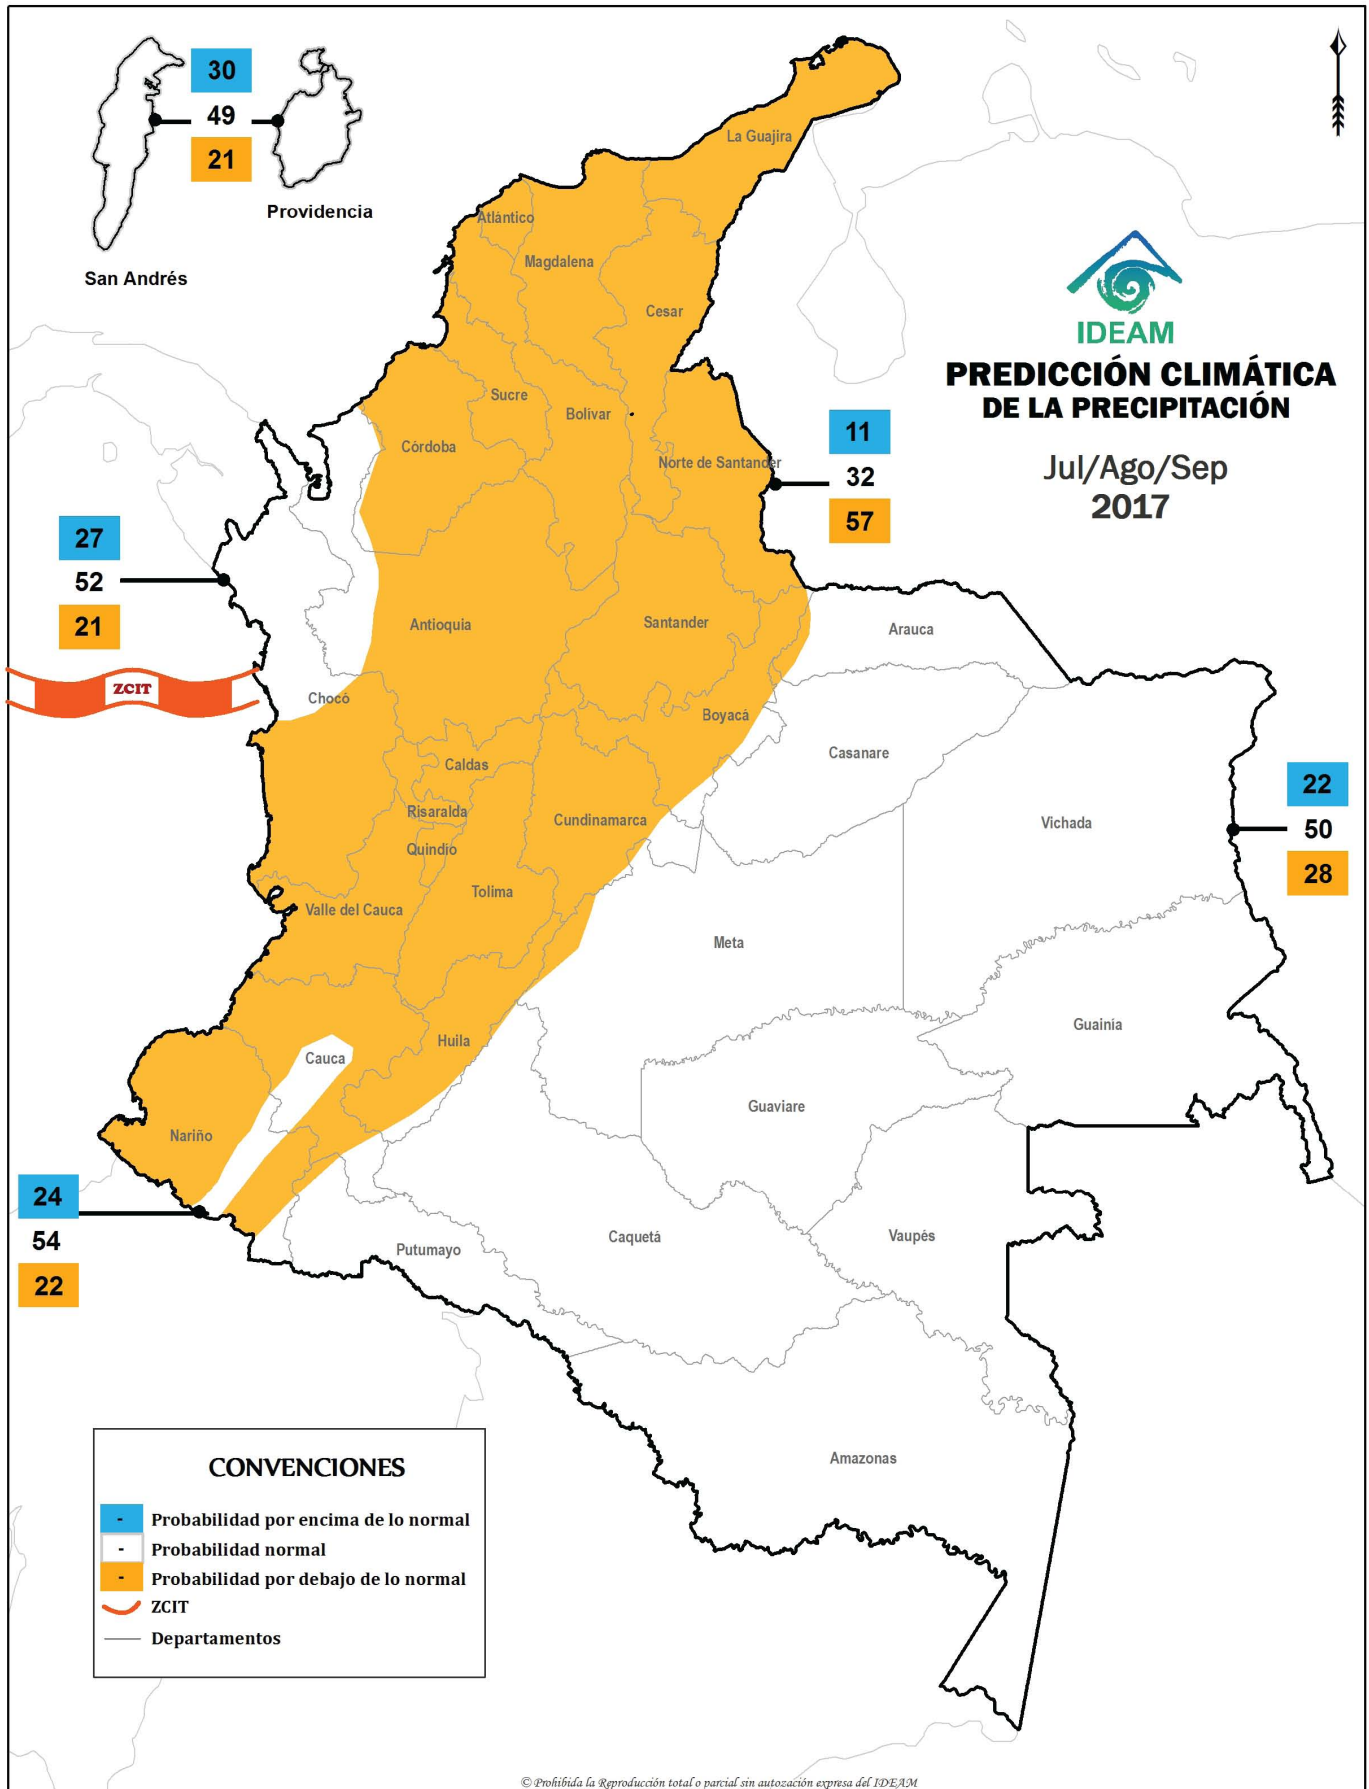 30
49
21
Providencia
San Andrés
La Guajira
Atlántico
Magdalena
Cesar
IDEAM
PREDICCIÓN CLIMÁTICA
DE LA PRECIPITACIÓN
Jul/Ago/Sep
2017
Sucre
Bolívar
Córdoba
Norte de Santander
11
32
57
27
52
21
Antioquia
Santander
Arauca
ZCIT
Chocó
Boyacá
Casanare
Caldas
Risaralda
Cundinamarca
Quindío
Vichada
22
50
28
Tolima
Valle del Cauca
Meta
Guainía
Huila
Cauca
Guaviare
Nariño
24
54
22
Caquetá
Vaupés
Putumayo
Amazonas
CONVENCIONES
- Probabilidad por encima de lo normal
- Probabilidad normal
- Probabilidad por debajo de lo normal
ZCIT
Departamentos
© Prohibida la Reproducción total o parcial sin autozación expresa del IDEAM